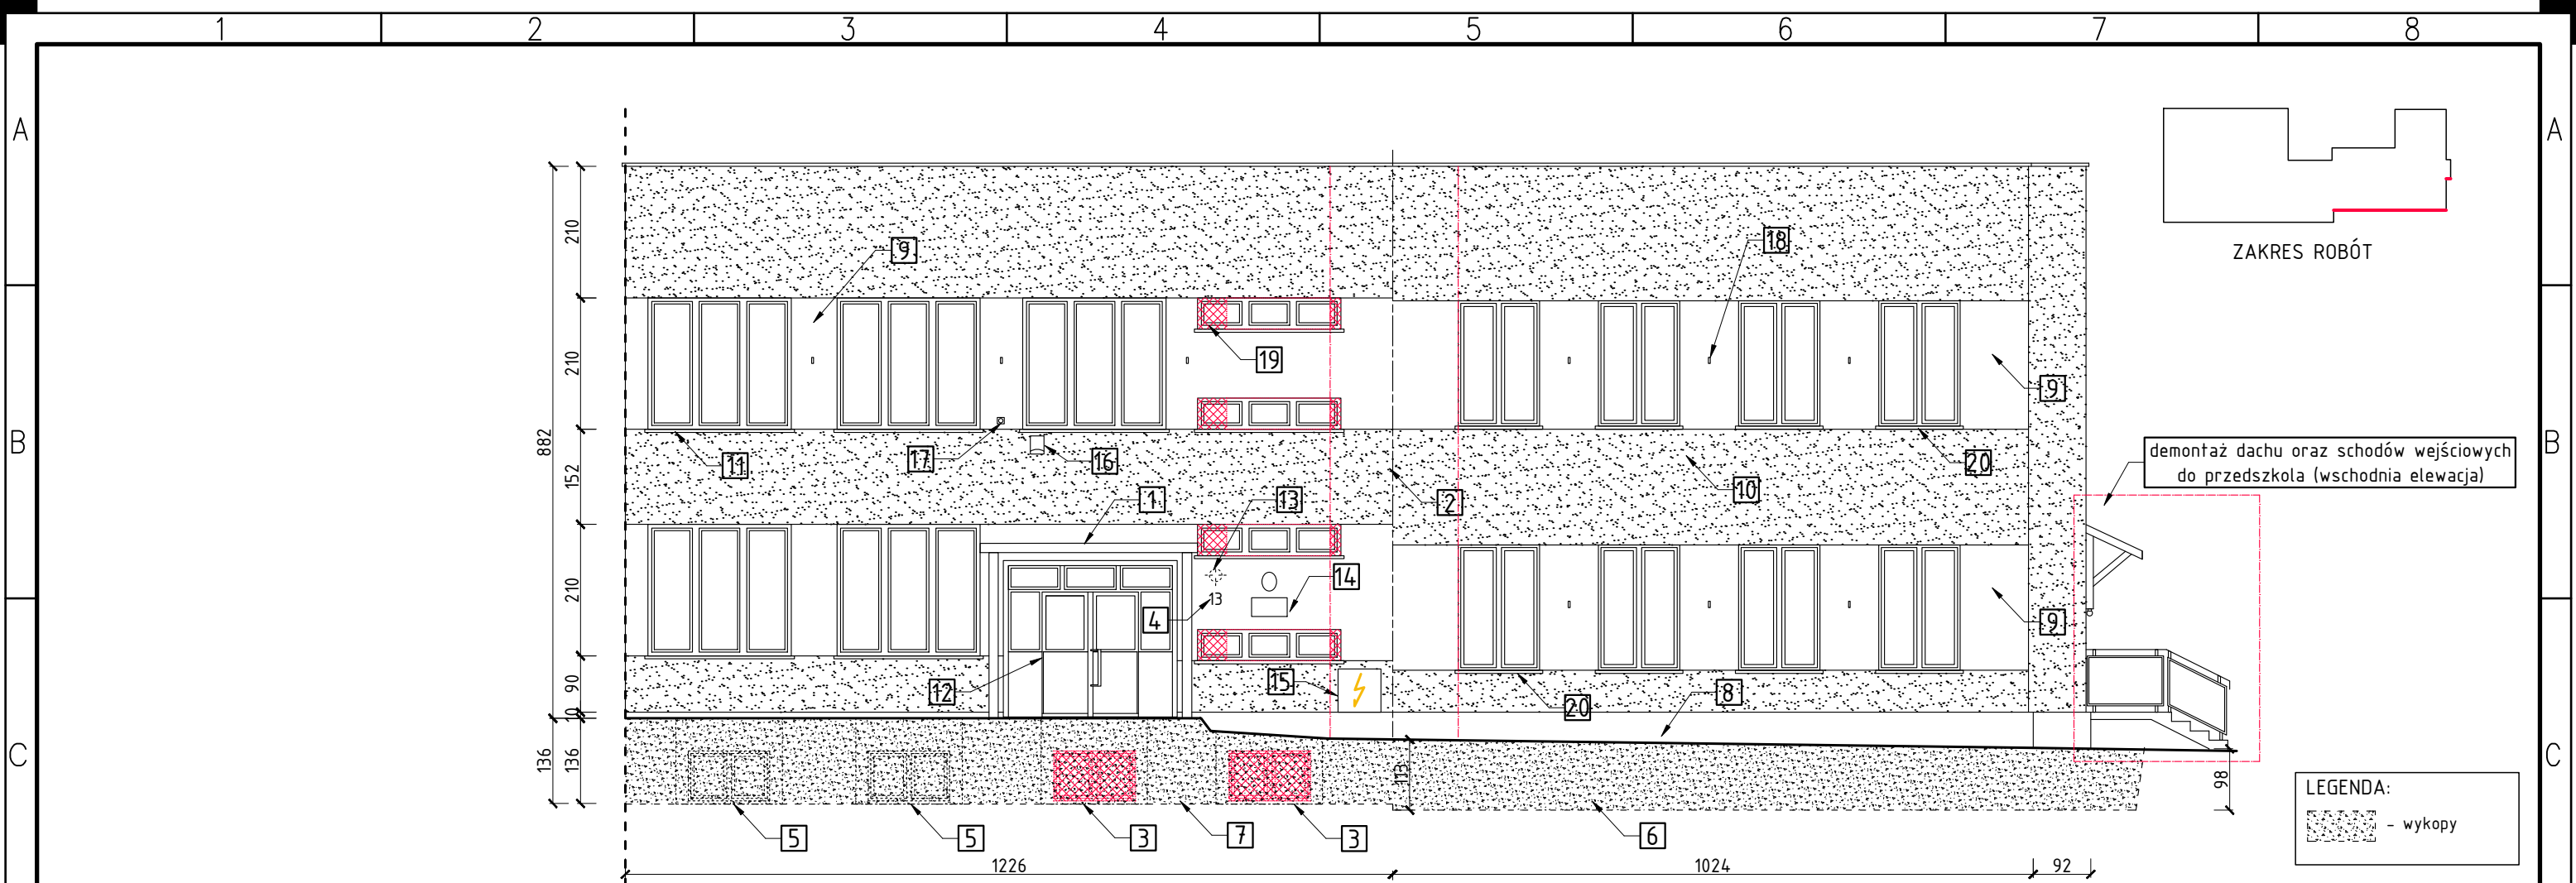 1 2 3 4 5 6 7 8
A A
ZAKRES ROBÓT
9 18
210
19
210
9
B B
882
11 17 16 20
demontaż dachu oraz schodów wejściowych
do przedszkola (wschodnia elewacja)
152
1 13 2 10
14
210
13
4 9
15
90
12 20 8
10
C C
136 136 113 98
LEGENDA:
- wykopy
5 5 3 7 3 6
1226 1024 92